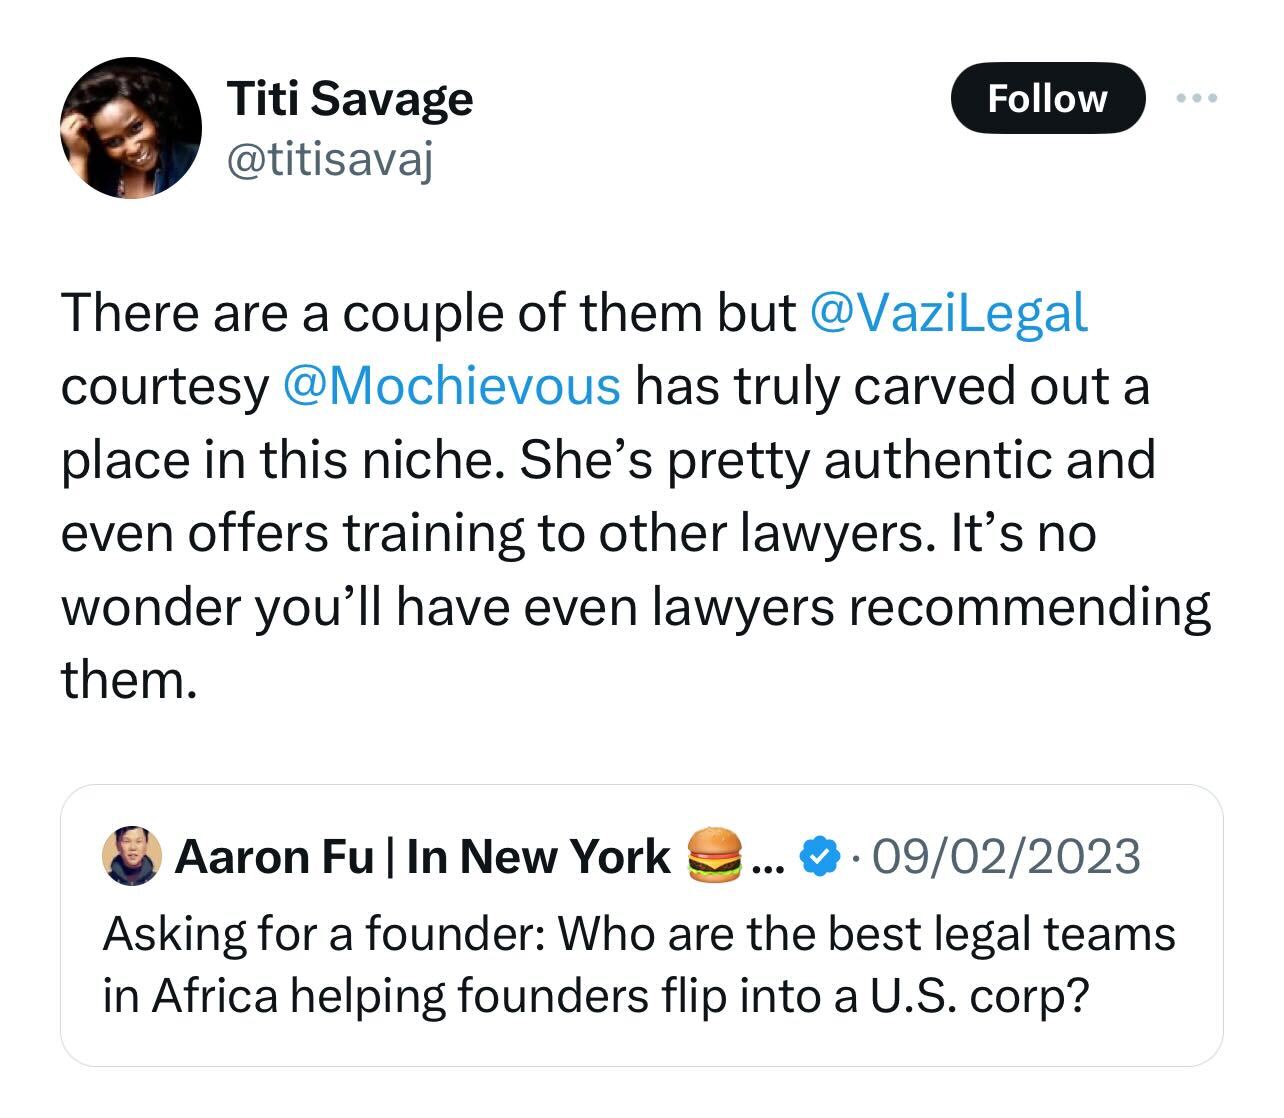 Titi Savage
@titisavaj
Follow
There are a couple of them but @VaziLegal
courtesy @Mochievous has truly carved out a
place in this niche. She’s pretty authentic and
even offers training to other lawyers. It’s no
wonder you’ll have even lawyers recommending
them.
Aaron Fu | In New York 🍔... · 09/02/2023
Asking for a founder: Who are the best legal teams
in Africa helping founders flip into a U.S. corp?